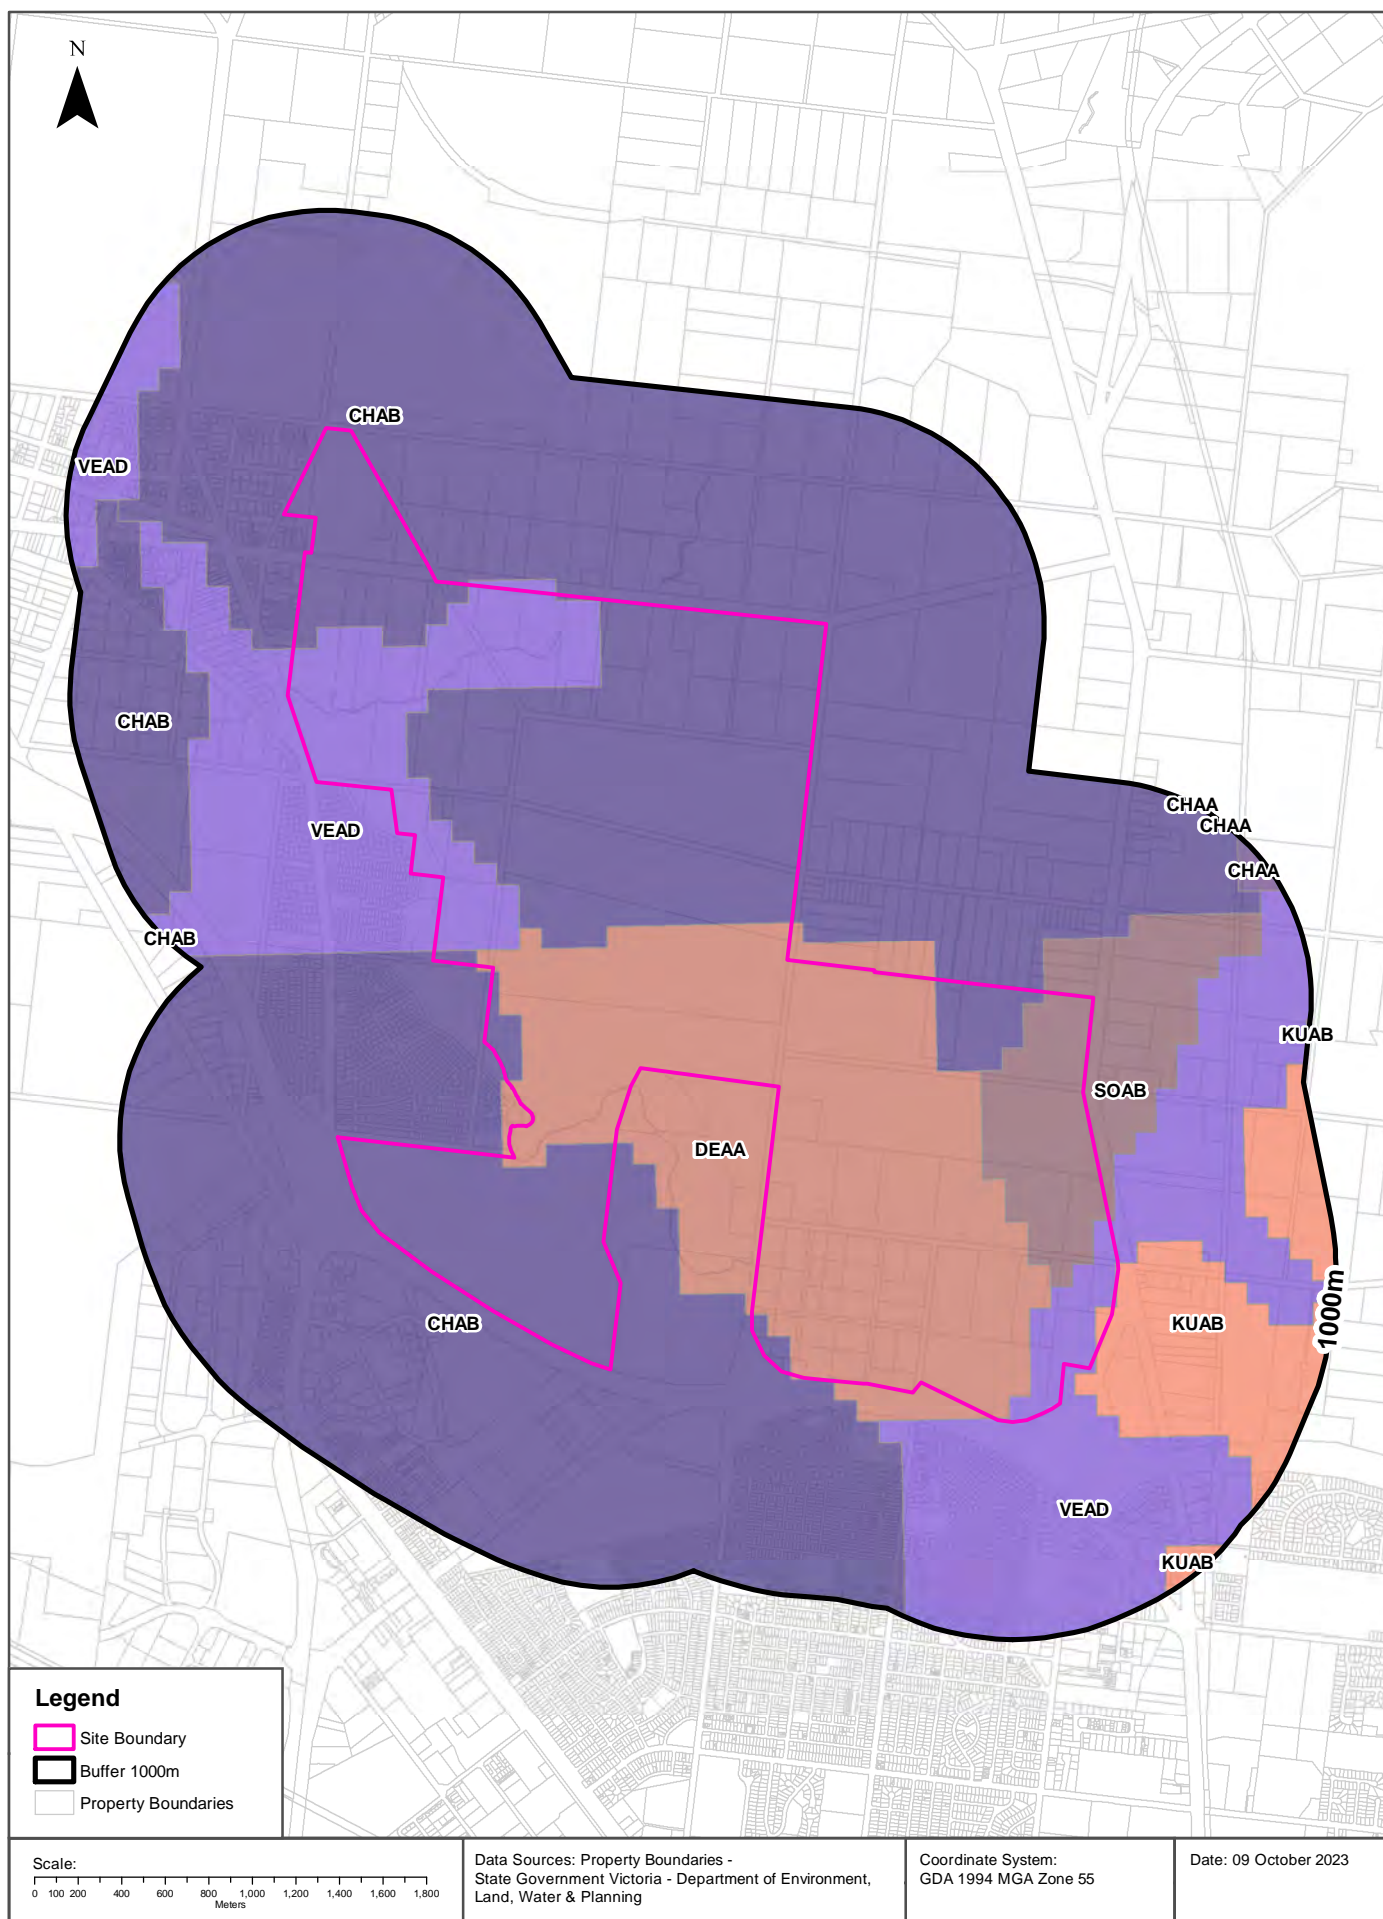 N
CHAB
VEAD
CHAB
CHAA
CHAA
VEAD
CHAA
CHAB
KUAB
SOAB
DEAA
1000m
CHAB
KUAB
VEAD
KUAB
Legend
Site Boundary
Buffer 1000m
Property Boundaries
Scale:
0 100 200 400 600 800 1,000 1,200 1,400 1,600 1,800
Meters
Data Sources: Property Boundaries -
State Government Victoria - Department of Environment,
Land, Water & Planning
Coordinate System:
GDA 1994 MGA Zone 55
Date: 09 October 2023